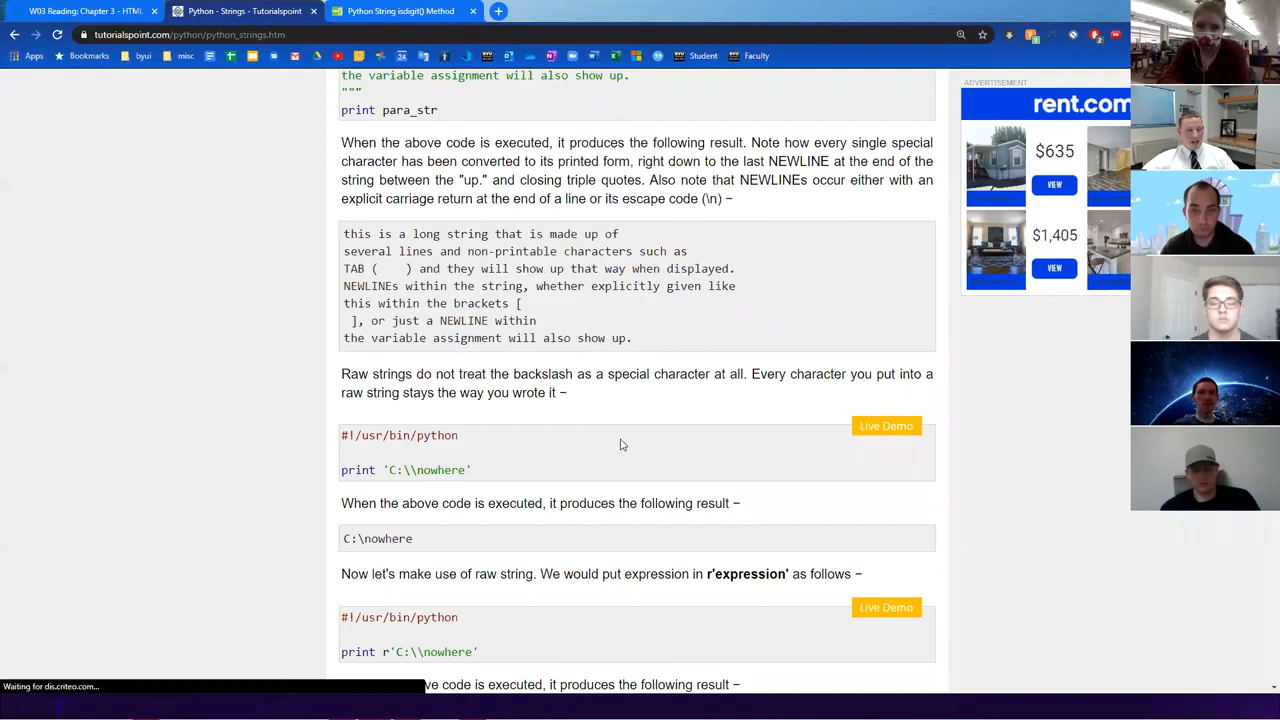 W03 Reading: Chapter 3 - HTML
Python - Strings - Tutorialspoint
Python String isdigit() Method
tutorialspoint.com/python/python_strings.htm
Apps
Bookmarks
byui
misc
Student
Faculty
the variable assignment will also show up.
"""
print para_str
When the above code is executed, it produces the following result. Note how every single special
character has been converted to its printed form, right down to the last NEWLINE at the end of the
string between the "up." and closing triple quotes. Also note that NEWLINEs occur either with an
explicit carriage return at the end of a line or its escape code (\n) −
this is a long string that is made up of
several lines and non-printable characters such as
TAB (    ) and they will show up that way when displayed.
NEWLINEs within the string, whether explicitly given like
this within the brackets [
 ], or just a NEWLINE within
the variable assignment will also show up.
Raw strings do not treat the backslash as a special character at all. Every character you put into a
raw string stays the way you wrote it −
Live Demo
#!/usr/bin/python
print 'C:\\nowhere'
When the above code is executed, it produces the following result −
C:\nowhere
Now let's make use of raw string. We would put expression in r'expression' as follows −
Live Demo
#!/usr/bin/python
print r'C:\\nowhere'
ve code is executed, it produces the following result −
Waiting for dis.criteo.com...
ADVERTISEMENT
rent.com
$635
VIEW
$1,405
VIEW